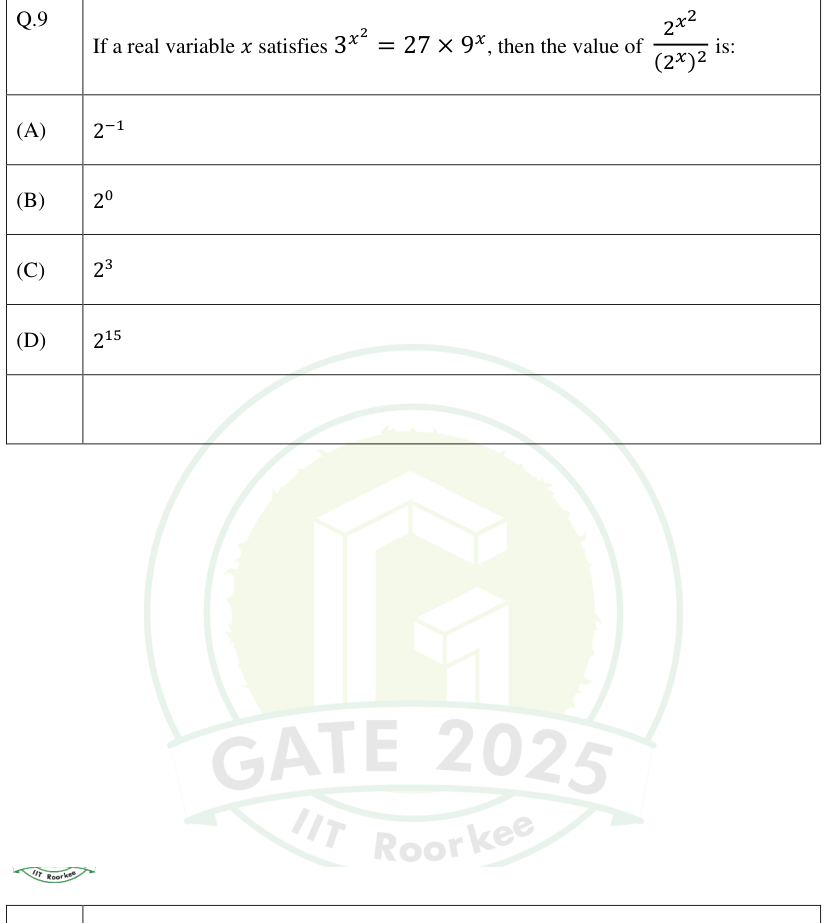 Q.9
If a real variable x satisfies 3^{x^2} = 27 × 9^x, then the value of \frac{2^{x^2}}{(2^x)^2} is:
(A) 2^{-1}
(B) 2^0
(C) 2^3
(D) 2^{15}
GATE 2025
IIT Roorkee
IIT Roorkee